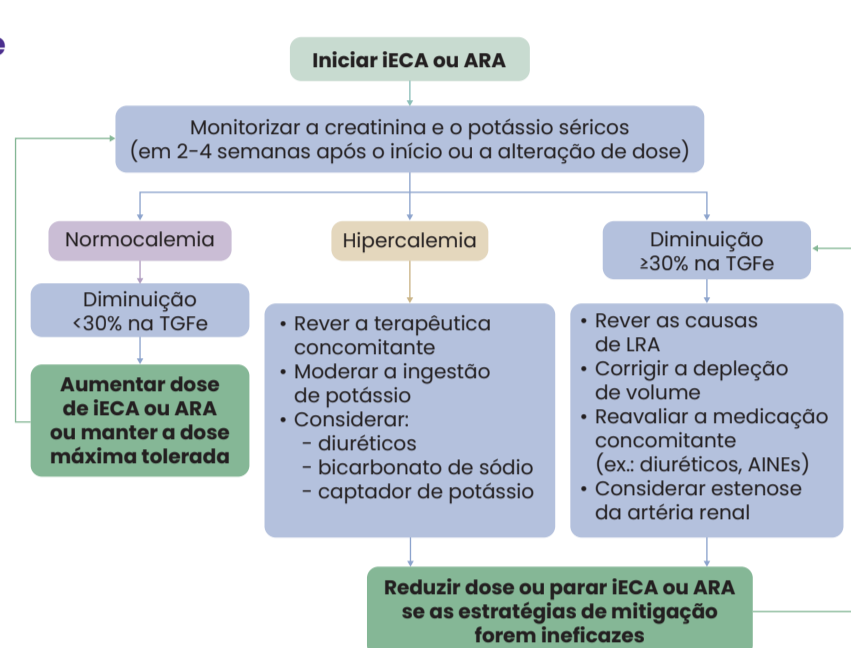 e
Iniciar iECA ou ARA
Monitorizar a creatinina e o potássio séricos
(em 2-4 semanas após o início ou a alteração de dose)
Normocalemia
Diminuição
<30% na TGFe
Aumentar dose
de iECA ou ARA
ou manter a dose
máxima tolerada
Hipercalemia
• Rever a terapêutica
concomitante
• Moderar a ingestão
de potássio
• Considerar:
- diuréticos
- bicarbonato de sódio
- captador de potássio
Diminuição
≥30% na TGFe
• Rever as causas
de LRA
• Corrigir a depleção
de volume
• Reavaliar a medicação
concomitante
(ex.: diuréticos, AINEs)
• Considerar estenose
da artéria renal
Reduzir dose ou parar iECA ou ARA
se as estratégias de mitigação
forem ineficazes